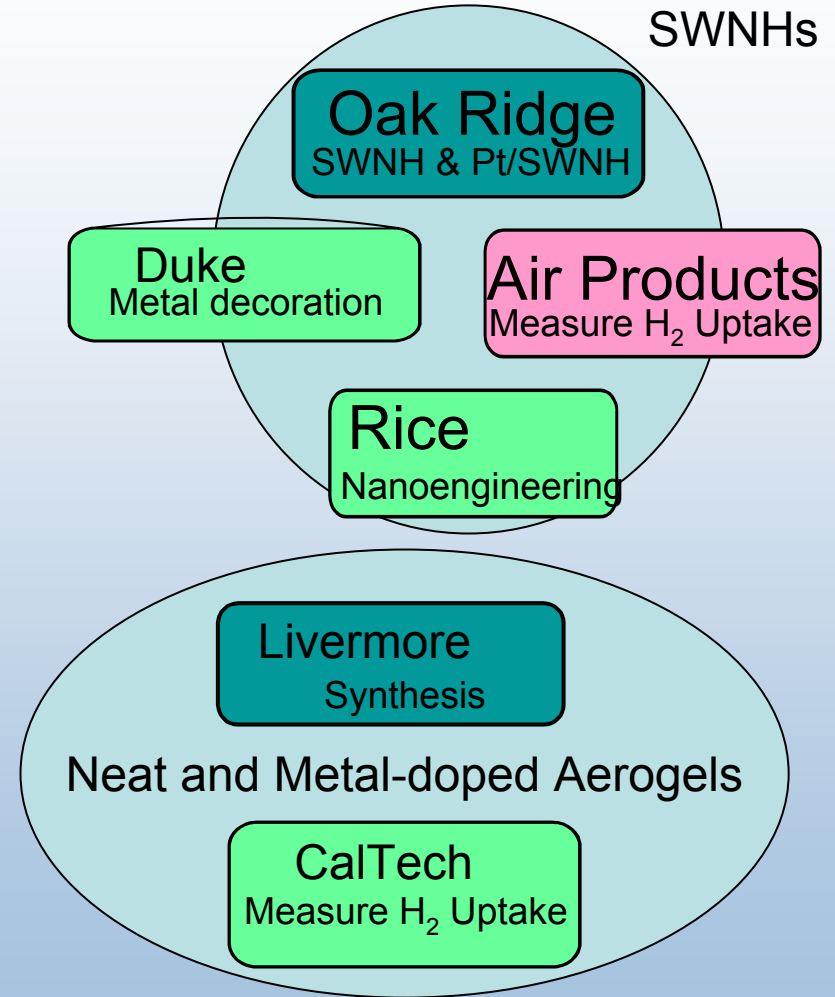 SWNHs
Oak Ridge
SWNH & Pt/SWNH
Duke
Metal decoration
Air Products
Measure H₂ Uptake
Rice
Nanoengineering
Livermore
Synthesis
Neat and Metal-doped Aerogels
CalTech
Measure H₂ Uptake